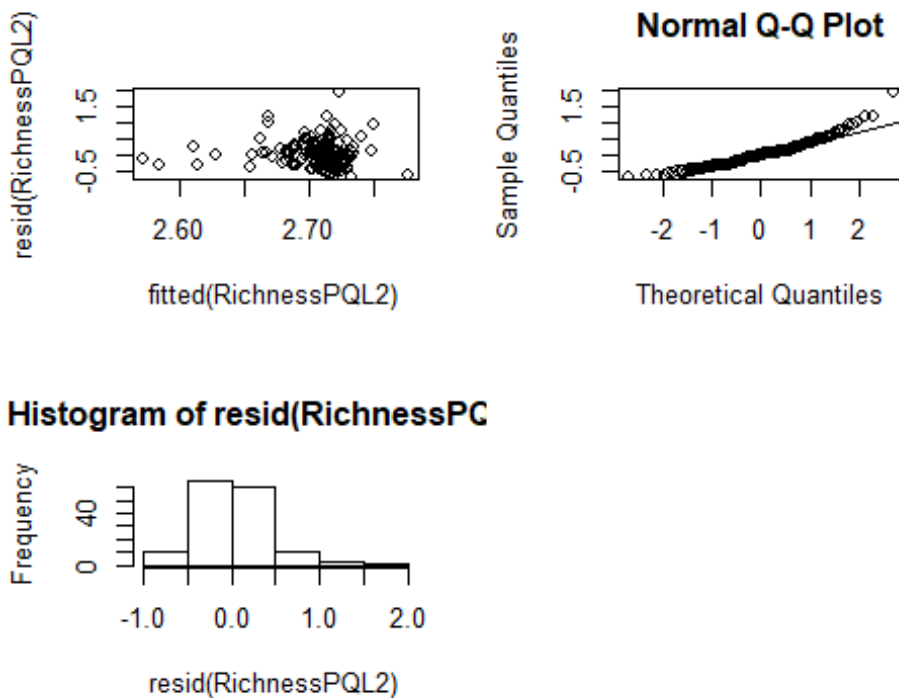 resid(RichnessPQL2)
1.5
-0.5
2.60 2.70
fitted(RichnessPQL2)
Normal Q-Q Plot
Sample Quantiles
1.5
-0.5
-2 -1 0 1 2
Theoretical Quantiles
Histogram of resid(RichnessPQ
Frequency
40
0
-1.0 0.0 1.0 2.0
resid(RichnessPQL2)